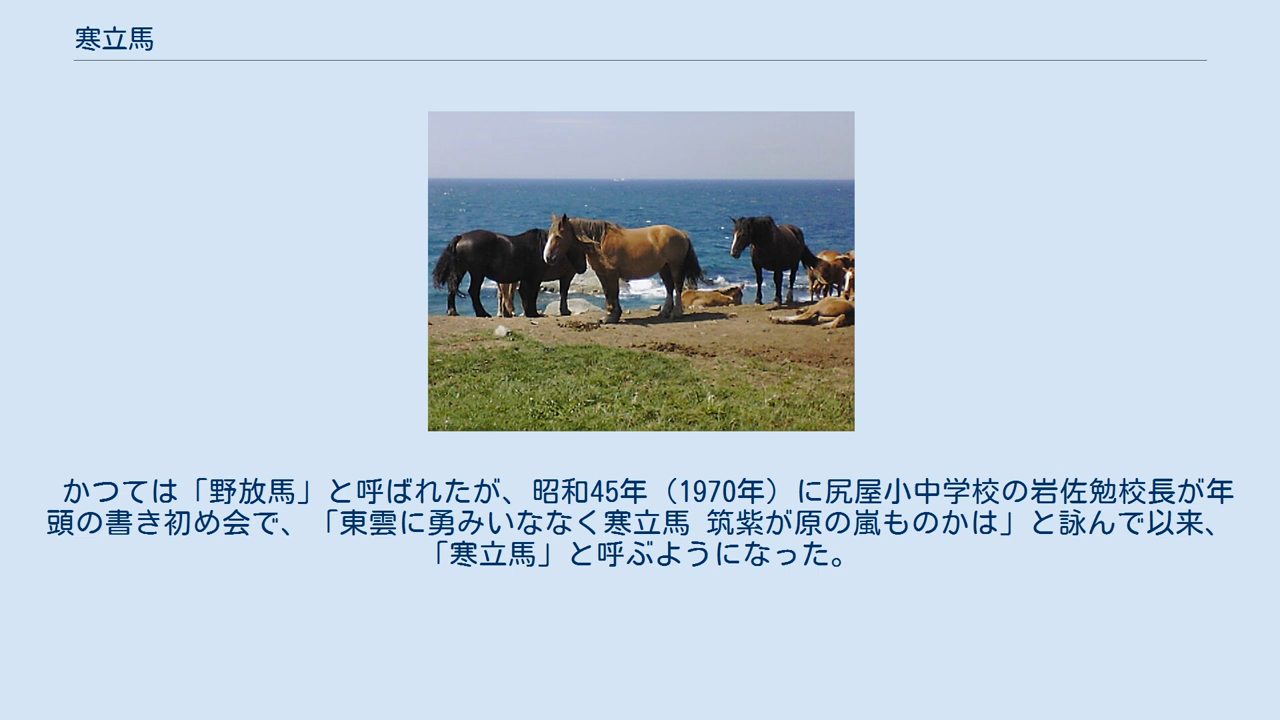 寒立馬
かつては「野放馬」と呼ばれたが、昭和45年（1970年）に尻屋小中学校の岩佐勉校長が年
頭の書き初め会で、「東雲に勇みいななく寒立馬 筑紫が原の嵐ものかは」と詠んで以来、
「寒立馬」と呼ぶようになった。